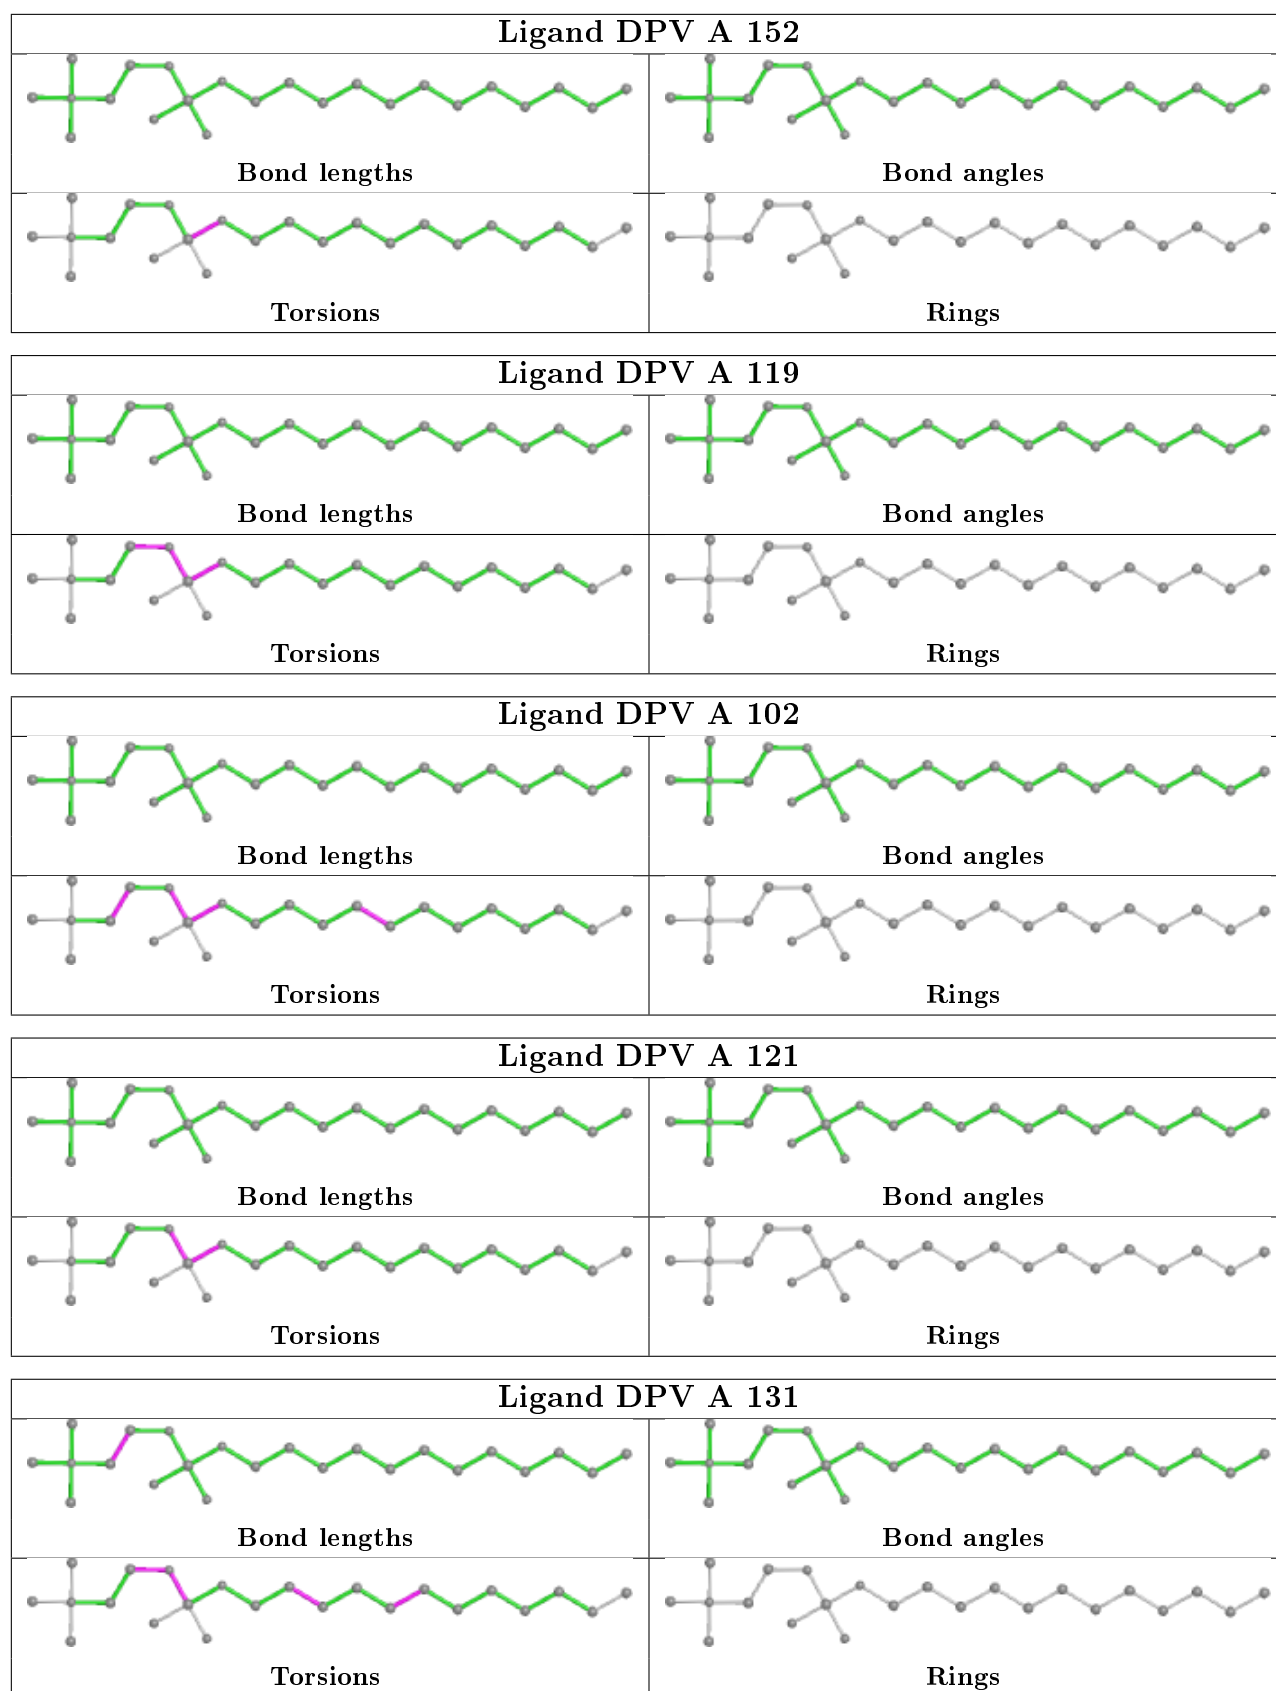 Ligand DPV A 152
Bond lengths
Bond angles
Torsions
Rings
Ligand DPV A 119
Bond lengths
Bond angles
Torsions
Rings
Ligand DPV A 102
Bond lengths
Bond angles
Torsions
Rings
Ligand DPV A 121
Bond lengths
Bond angles
Torsions
Rings
Ligand DPV A 131
Bond lengths
Bond angles
Torsions
Rings